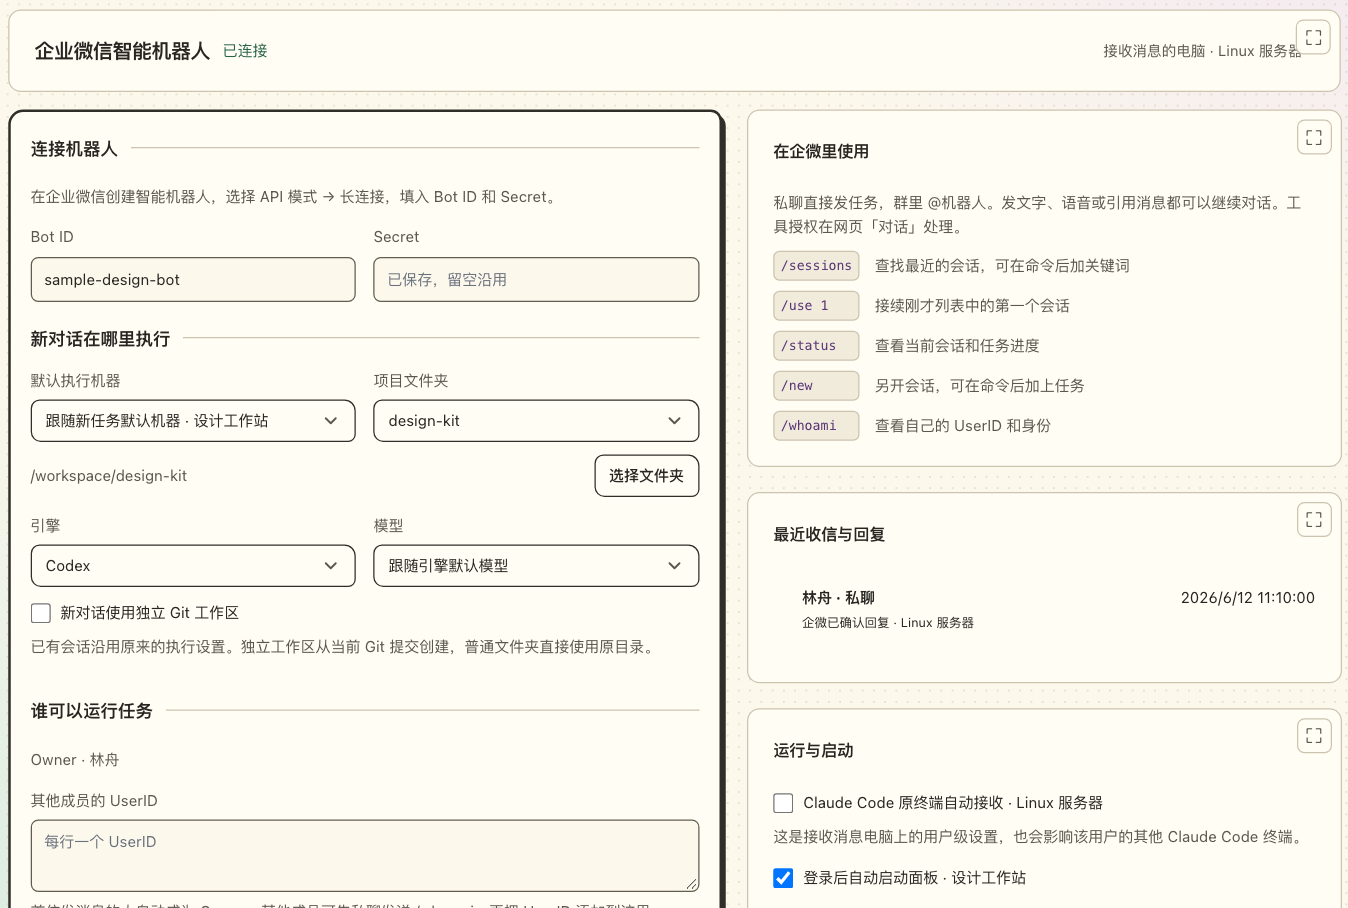 企业微信智能机器人 已连接
接收消息的电脑 · Linux 服务器
连接机器人
在企业微信创建智能机器人，选择 API 模式 → 长连接，填入 Bot ID 和 Secret。
Bot ID
Secret
sample-design-bot
已保存，留空沿用
新对话在哪里执行
默认执行机器
项目文件夹
跟随新任务默认机器 · 设计工作站
design-kit
/workspace/design-kit
选择文件夹
引擎
模型
Codex
跟随引擎默认模型
新对话使用独立 Git 工作区
已有会话沿用原来的执行设置。独立工作区从当前 Git 提交创建，普通文件夹直接使用原目录。
谁可以运行任务
Owner · 林舟
其他成员的 UserID
每行一个 UserID
在企微里使用
私聊直接发任务，群里 @机器人。发文字、语音或引用消息都可以继续对话。工
具授权在网页「对话」处理。
/sessions 查找最近的会话，可在命令后加关键词
/use 1 接续刚才列表中的第一个会话
/status 查看当前会话和任务进度
/new 另开会话，可在命令后加上任务
/whoami 查看自己的 UserID 和身份
最近收信与回复
林舟 · 私聊
2026/6/12 11:10:00
企微已确认回复 · Linux 服务器
运行与启动
Claude Code 原终端自动接收 · Linux 服务器
这是接收消息电脑上的用户级设置，也会影响该用户的其他 Claude Code 终端。
登录后自动启动面板 · 设计工作站